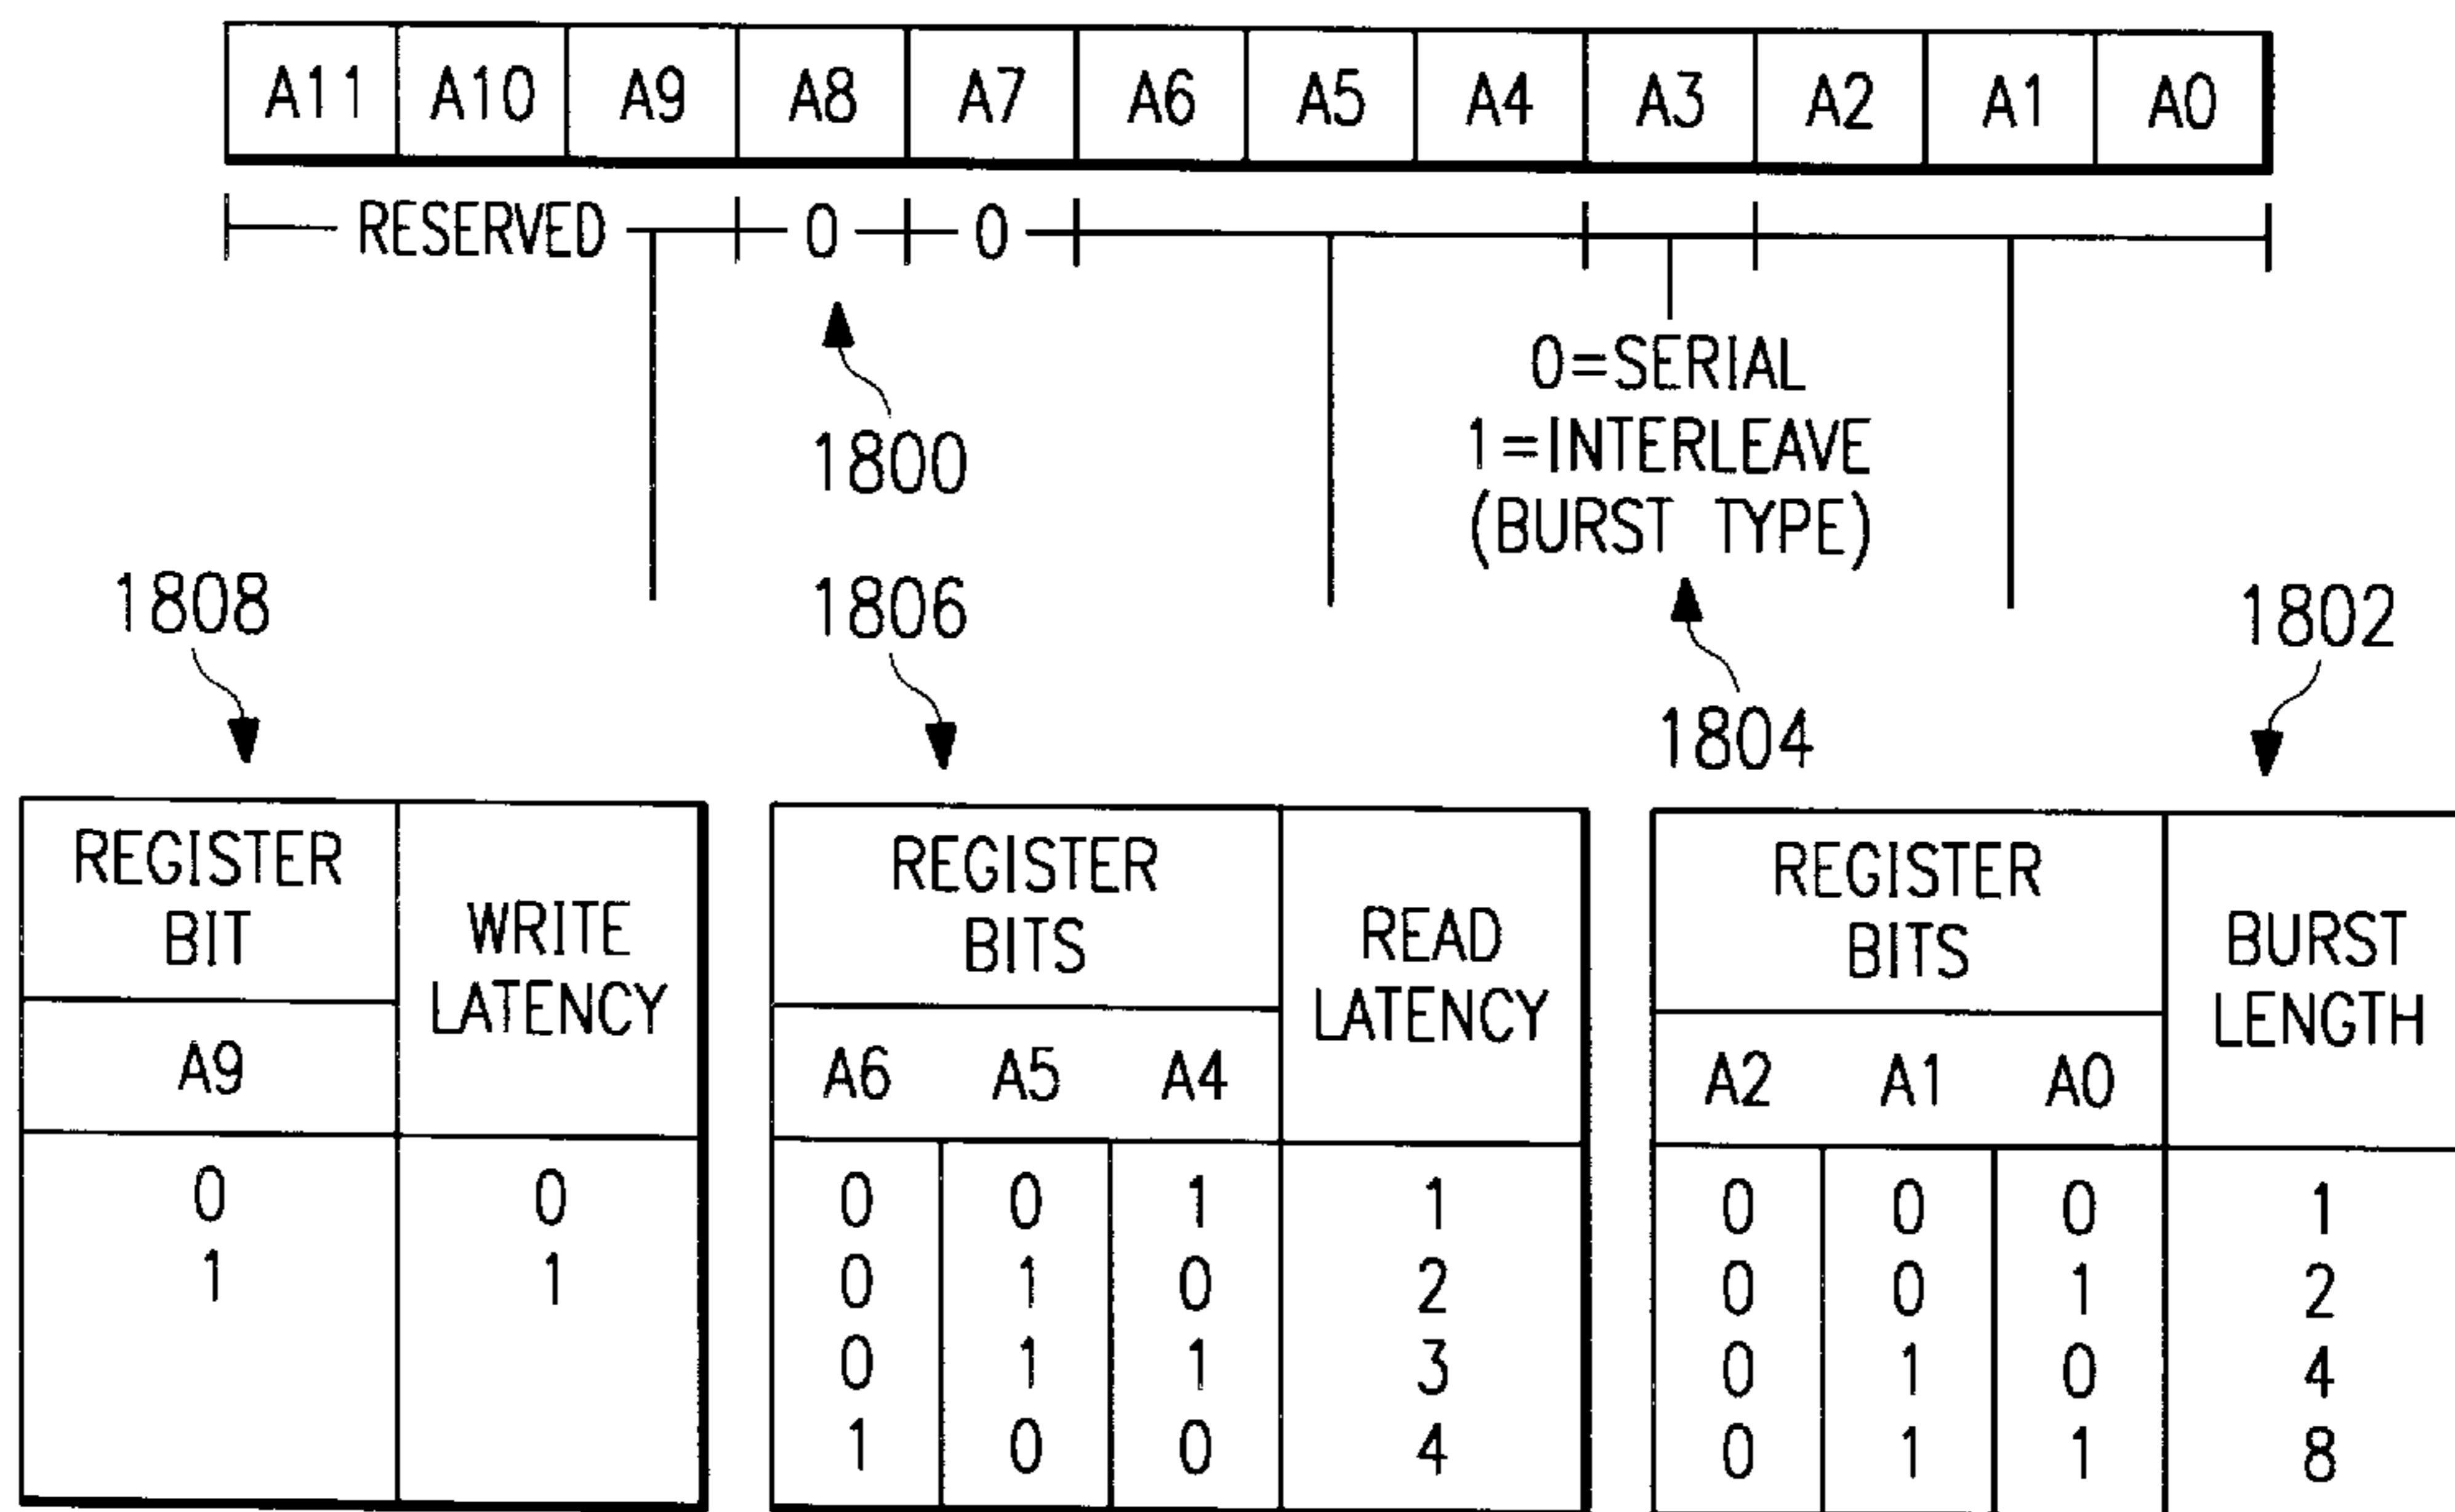 A11 A10 A9 A8 A7 A6 A5 A4 A3 A2 A1 A0
RESERVED 0 0
0=SERIAL
1=INTERLEAVE
(BURST TYPE)
1800
1808
1806
1802
1804
REGISTER
BIT
WRITE
LATENCY
A9
0 0
1 1
REGISTER
BITS
READ
LATENCY
A6 A5 A4
0 0 1 1
0 1 0 2
0 1 1 3
1 0 0 4
REGISTER
BITS
BURST
LENGTH
A2 A1 A0
0 0 0 1
0 0 1 2
0 1 0 4
0 1 1 8